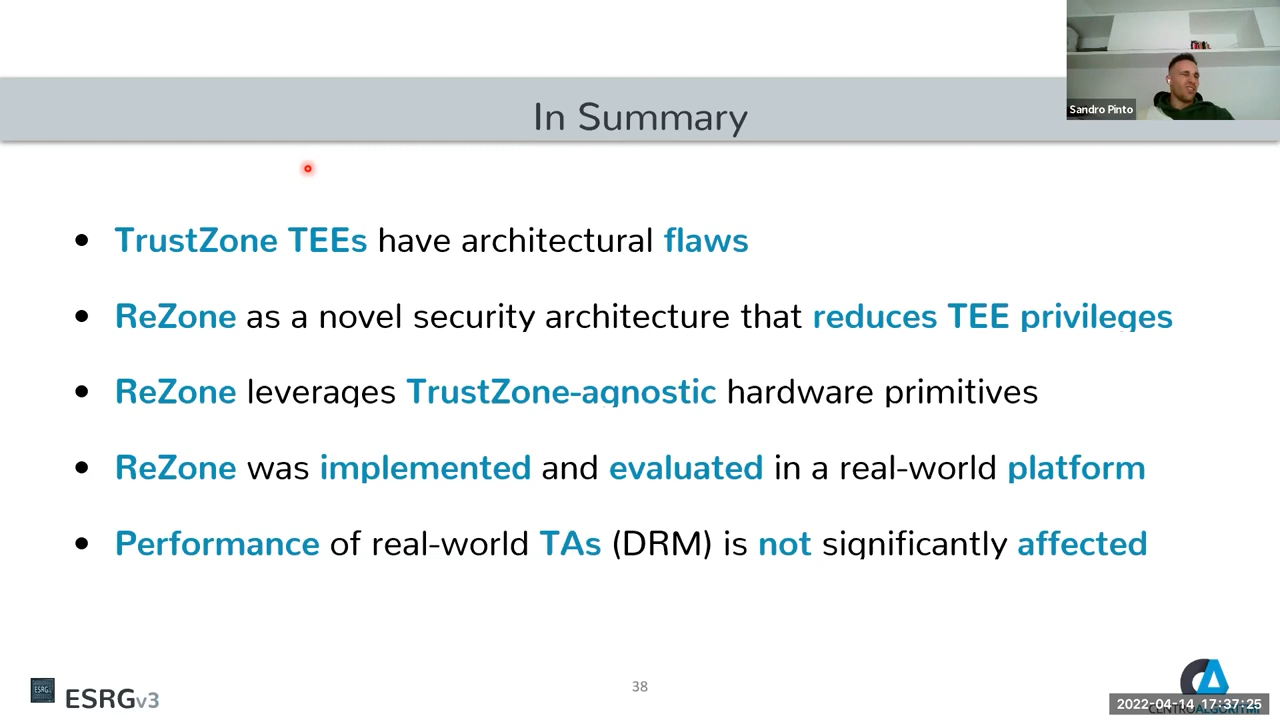 In Summary
Sandro Pinto
• TrustZone TEEs have architectural flaws
• ReZone as a novel security architecture that reduces TEE privileges
• ReZone leverages TrustZone-agnostic hardware primitives
• ReZone was implemented and evaluated in a real-world platform
• Performance of real-world TAs (DRM) is not significantly affected
ESRG
ESRGv3
38
2022-04-14 17:37:25
CENTROALGORITMI